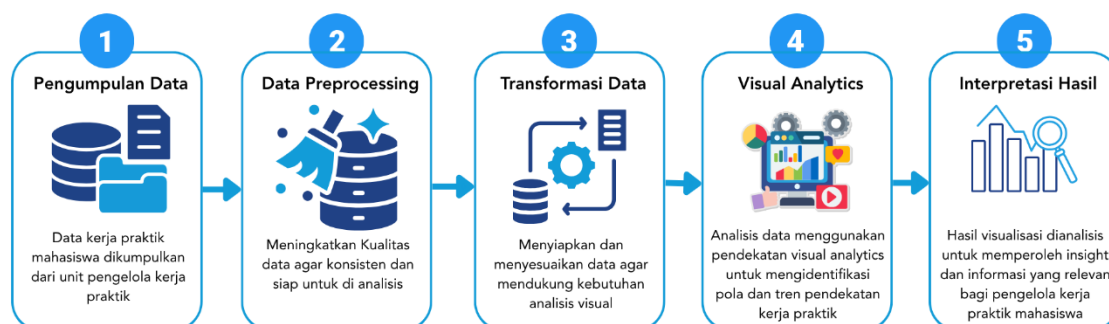 1
Pengumpulan Data
Data kerja praktik
mahasiswa dikumpulkan
dari unit pengelola kerja
praktik
2
Data Preprocessing
Meningkatkan Kualitas
data agar konsisten dan
siap untuk di analisis
3
Transformasi Data
Menyiapkan dan
menyesuaikan data agar
mendukung kebutuhan
analisis visual
4
Visual Analytics
Analisis data menggunakan
pendekatan visual analytics
untuk mengidentifikasi
pola dan tren pendekatan
kerja praktik
5
Interpretasi Hasil
Hasil visualisasi dianalisis
untuk memperoleh insight
dan informasi yang relevan
bagi pengelola kerja
praktik mahasiswa